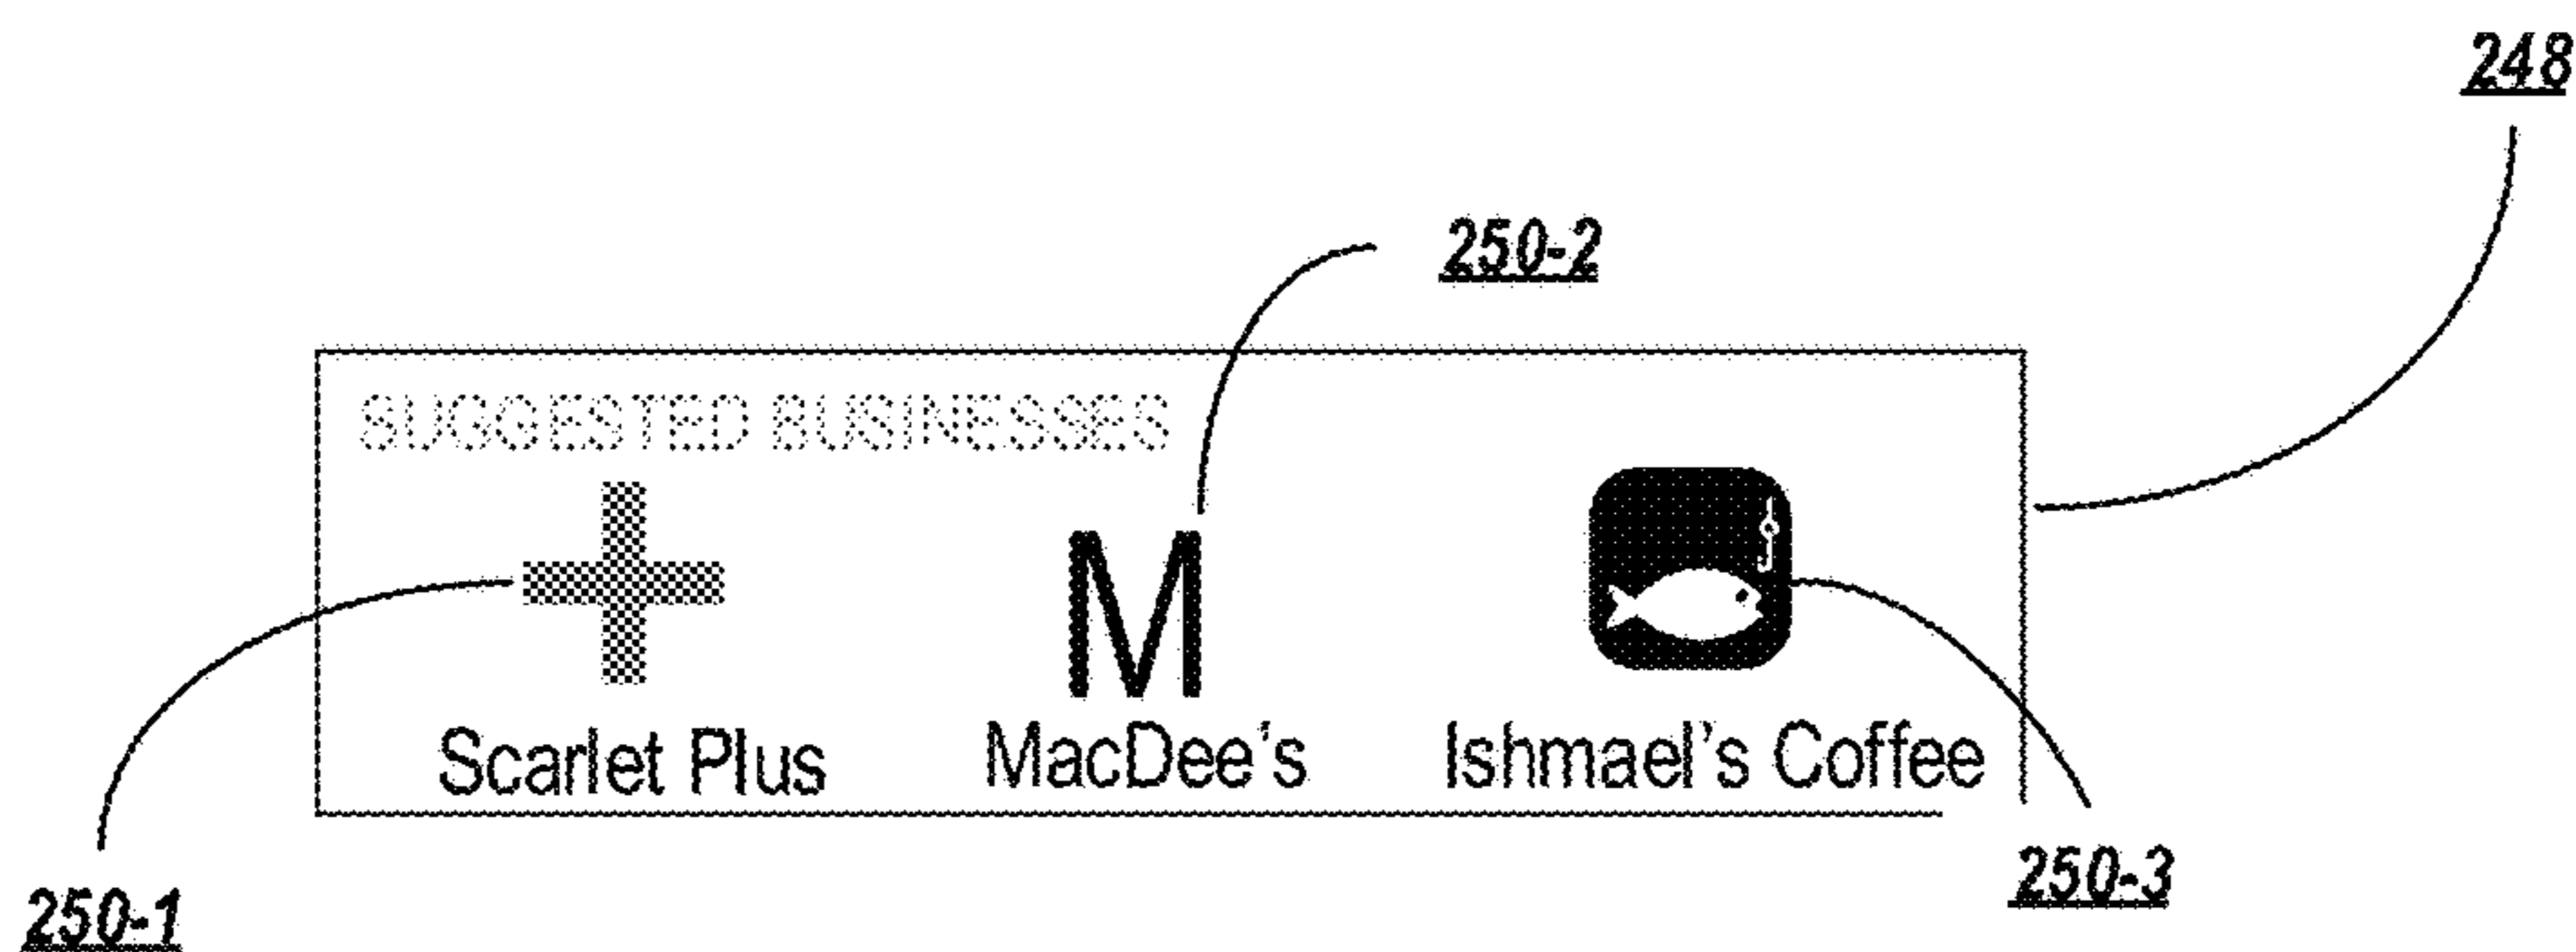 248
250-2
SUGGESTED BUSINESSES
M
Scarlet Plus
MacDee's
Ishmael's Coffee
250-1
250-3